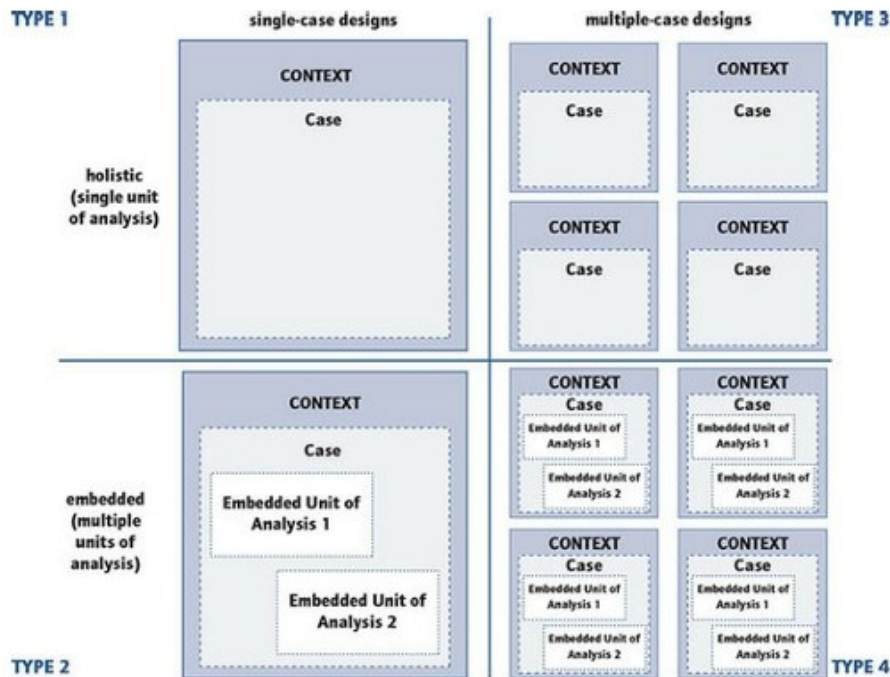 TYPE 1
single-case designs
multiple-case designs
TYPE 3
holistic
(single unit
of analysis)
CONTEXT
Case
CONTEXT
Case
CONTEXT
Case
CONTEXT
Case
CONTEXT
Case
embedded
(multiple
units of
analysis)
CONTEXT
Case
Embedded Unit of
Analysis 1
Embedded Unit of
Analysis 2
CONTEXT
Case
Embedded Unit of
Analysis 1
Embedded Unit of
Analysis 2
CONTEXT
Case
Embedded Unit of
Analysis 1
Embedded Unit of
Analysis 2
CONTEXT
Case
Embedded Unit of
Analysis 1
Embedded Unit of
Analysis 2
CONTEXT
Case
Embedded Unit of
Analysis 1
Embedded Unit of
Analysis 2
TYPE 2
TYPE 4